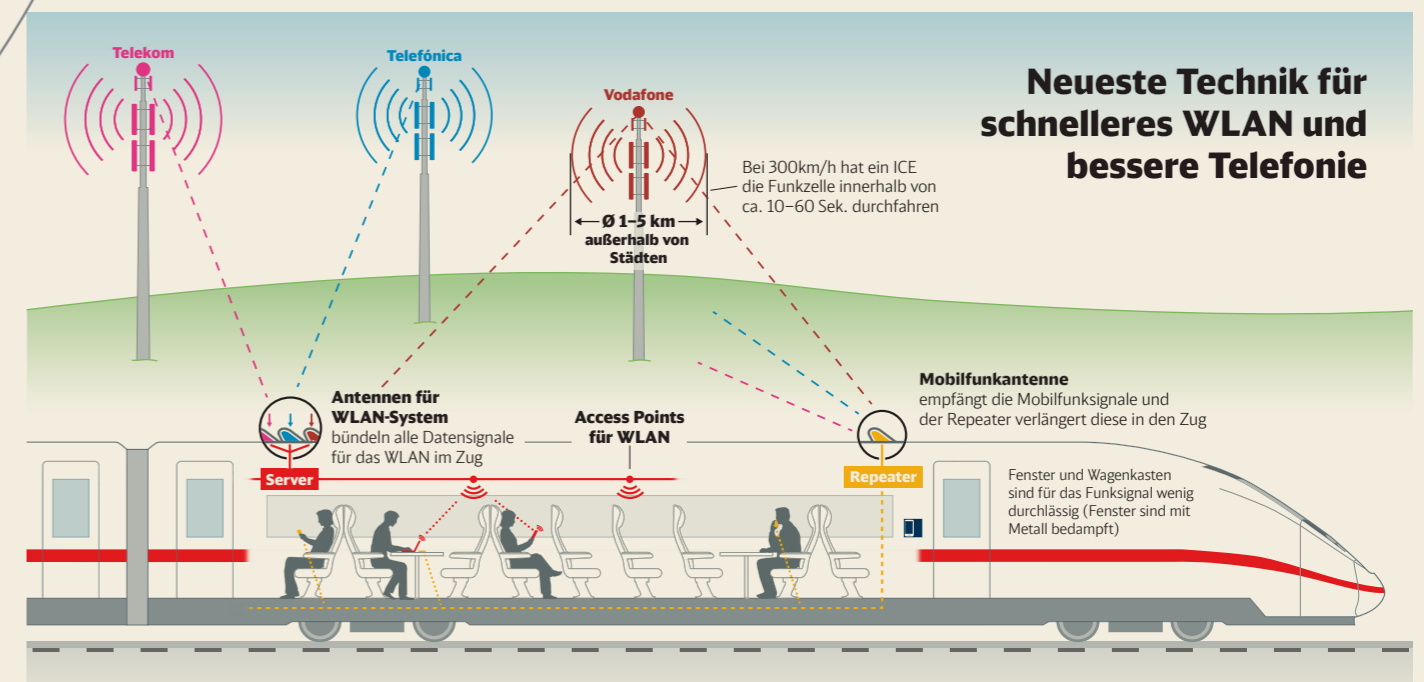 Telekom
Telefónica
Vodafone
Neueste Technik für
schnelleres WLAN und
bessere Telefonie
Bei 300km/h hat ein ICE
die Funkzelle innerhalb von
ca. 10–60 Sek. durchfahren
Ø 1–5 km
außerhalb von
Städten
Antennen für
WLAN-System
bündeln alle Datensignale
für das WLAN im Zug
Access Points
für WLAN
Mobilfunkantenne
empfängt die Mobilfunksignale und
der Repeater verlängert diese in den Zug
Server
Repeater
Fenster und Wagenkasten
sind für das Funksignal wenig
durchlässig (Fenster sind mit
Metall bedampft)